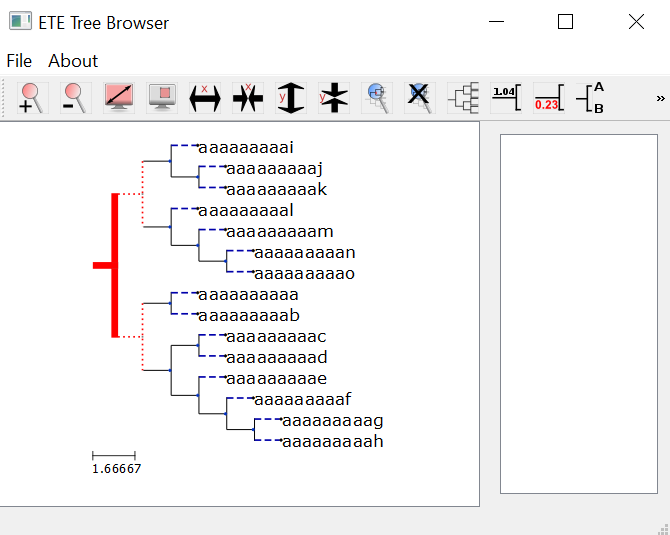 ETE Tree Browser
File About
x x y y 1.04 0.23 A B »
aaaaaaaaai
aaaaaaaaaj
aaaaaaaaak
aaaaaaaaal
aaaaaaaaam
aaaaaaaaan
aaaaaaaaao
aaaaaaaaaa
aaaaaaaaab
aaaaaaaaac
aaaaaaaaad
aaaaaaaaae
aaaaaaaaaf
aaaaaaaaag
aaaaaaaaah
1.66667